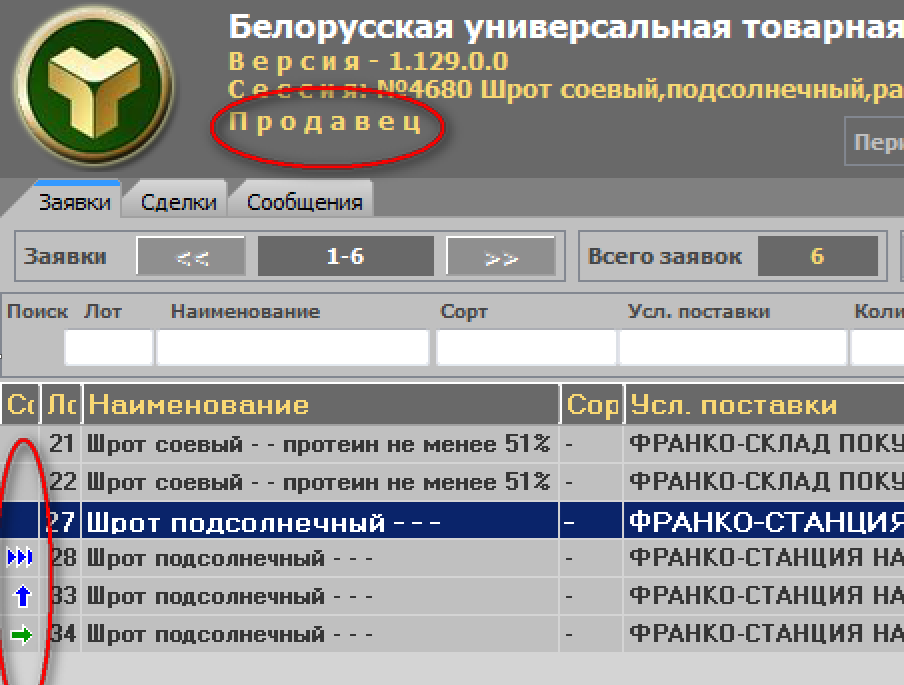 Белорусская универсальная товарная
Версия - 1.129.0.0
Сессия: №4680 Шрот соевый,подсолнечный,ра
Продавец
Пери
Заявки Сделки Сообщения
Заявки << 1-6 >> Всего заявок 6
Поиск Лот Наименование Сорт Усл. поставки Коли
Со Ло Наименование Сор Усл. поставки
21 Шрот соевый - - протеин не менее 51% - ФРАНКО-СКЛАД ПОКУ
22 Шрот соевый - - протеин не менее 51% - ФРАНКО-СКЛАД ПОКУ
27 Шрот подсолнечный - - - - ФРАНКО-СТАНЦИЯ
28 Шрот подсолнечный - - - - ФРАНКО-СТАНЦИЯ НА
33 Шрот подсолнечный - - - - ФРАНКО-СТАНЦИЯ НА
34 Шрот подсолнечный - - - - ФРАНКО-СТАНЦИЯ НА